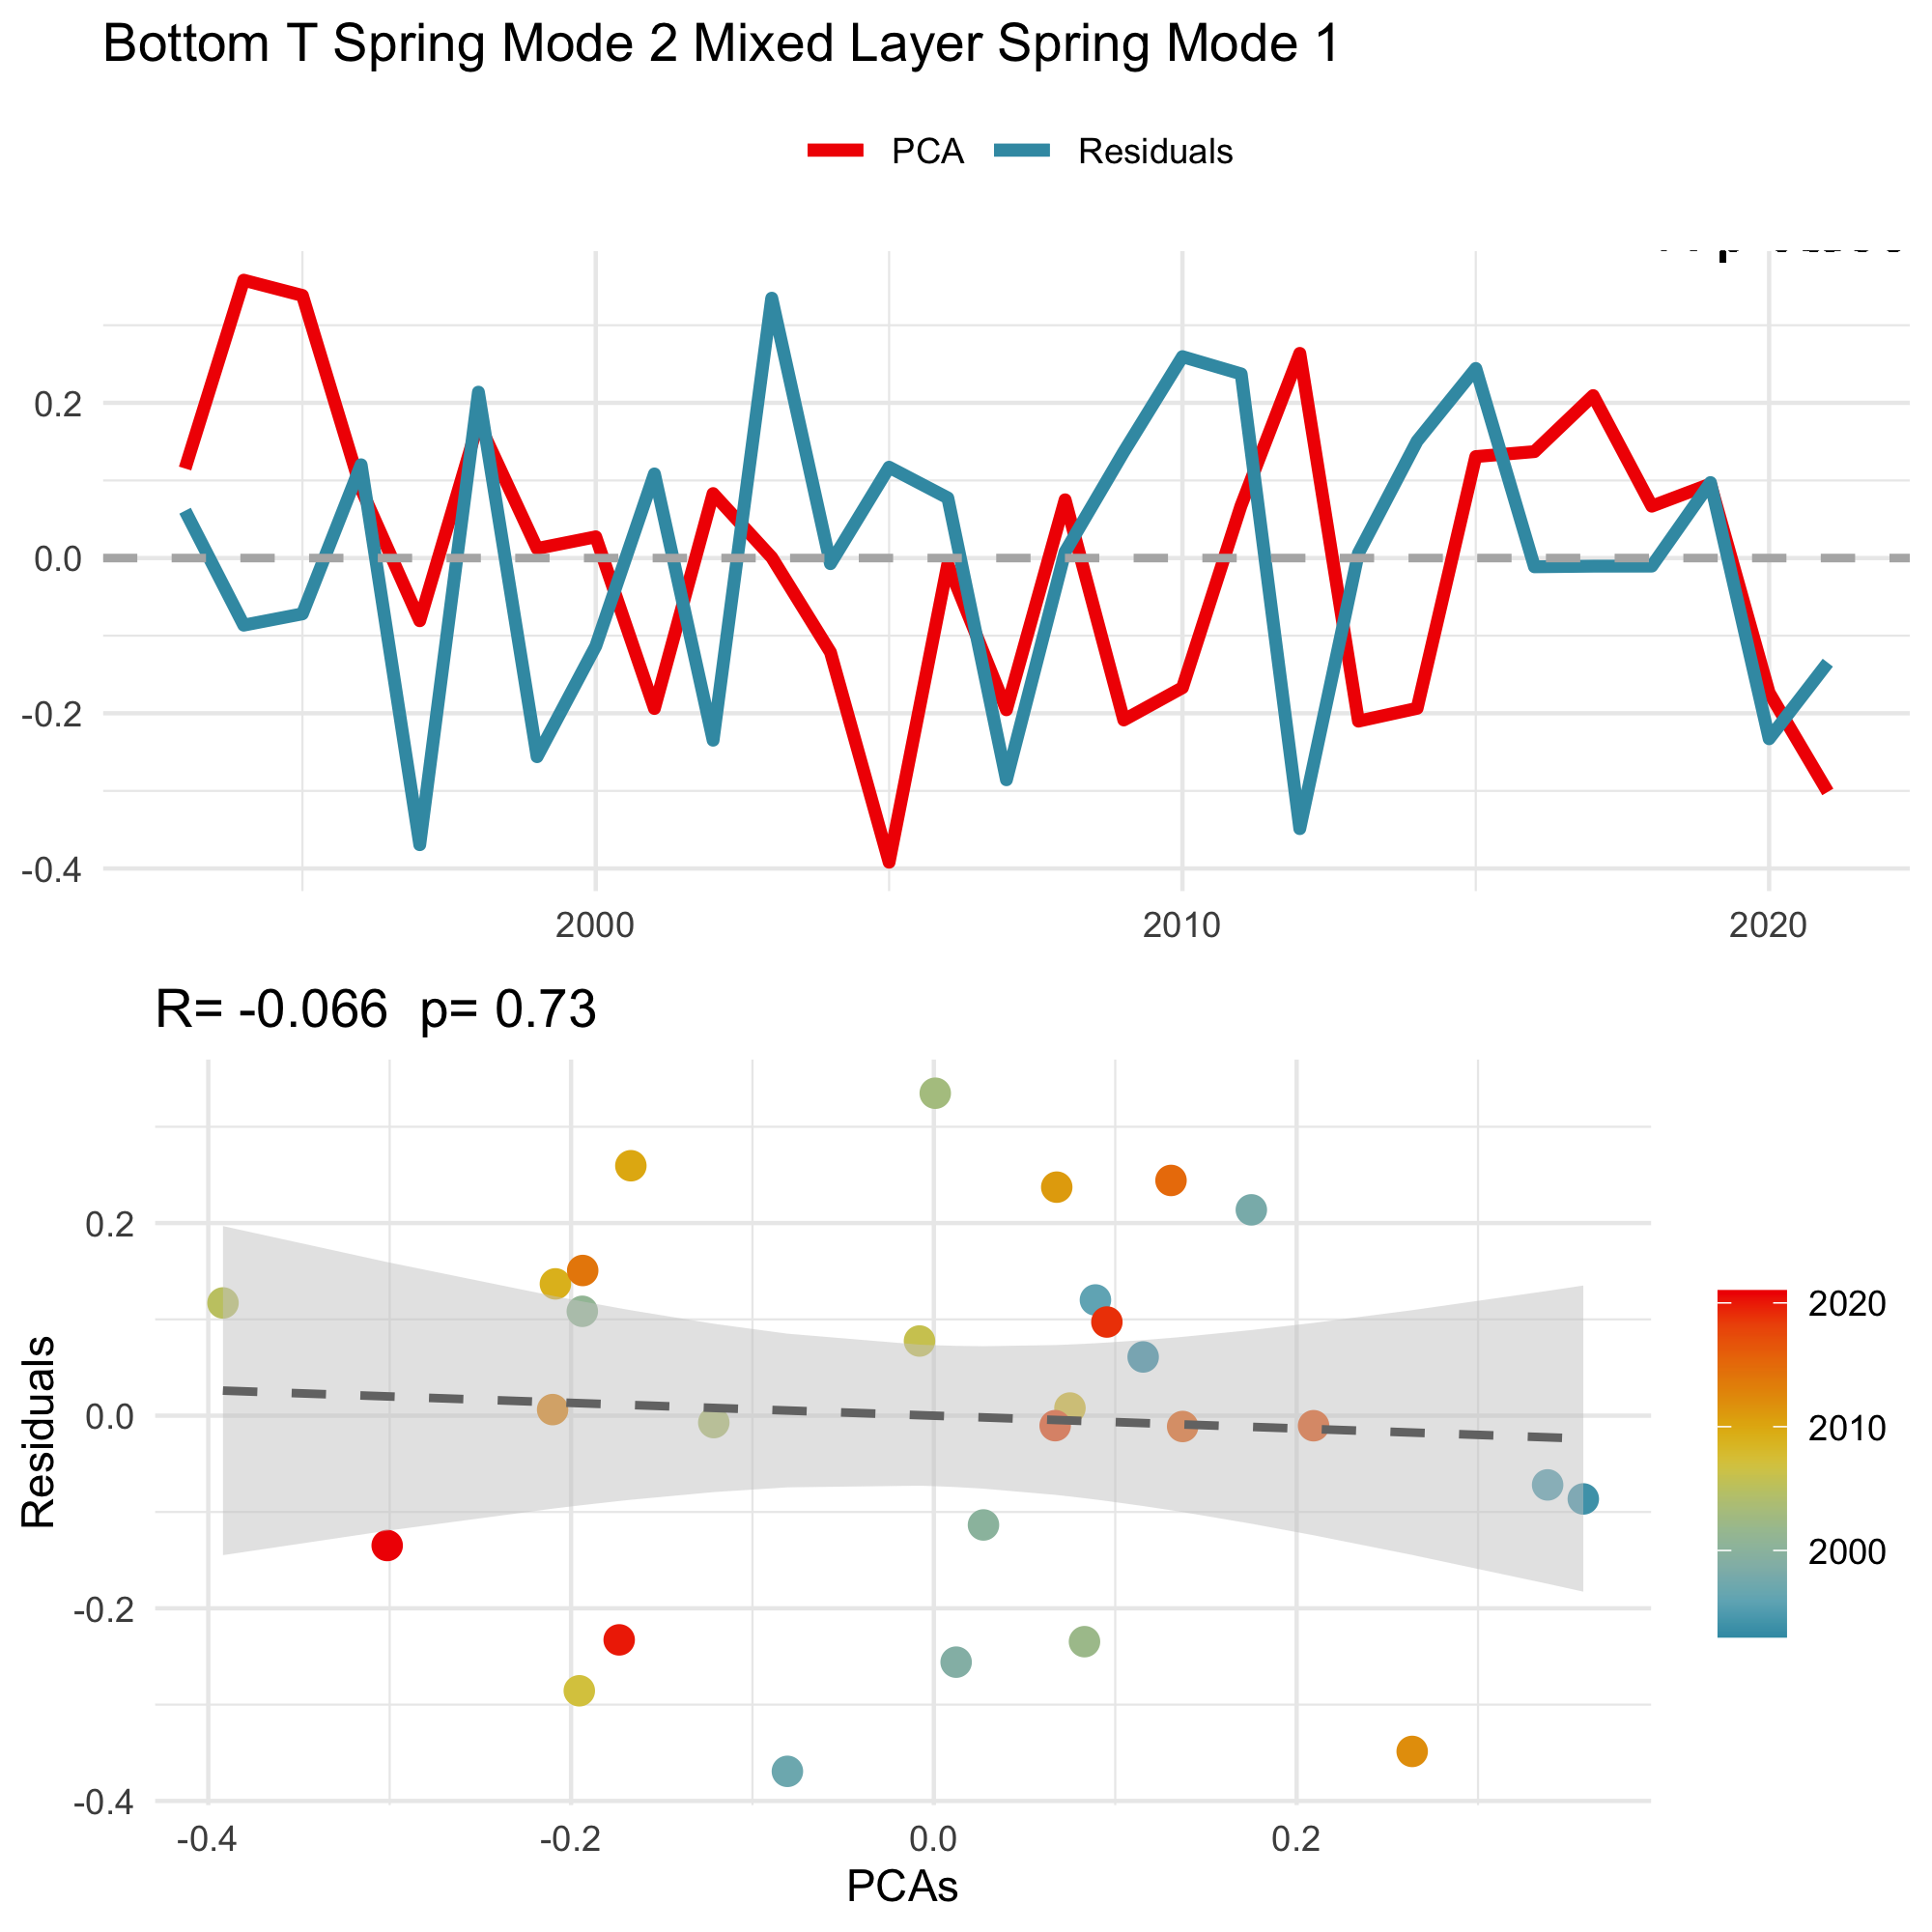 Bottom T Spring Mode 2 Mixed Layer Spring Mode 1
PCA Residuals
0.2
0.0
-0.2
-0.4
2000 2010 2020
R= -0.066 p= 0.73
Residuals
0.2
0.0
-0.2
-0.4
-0.4 -0.2 0.0 0.2
PCAs
2020
2010
2000